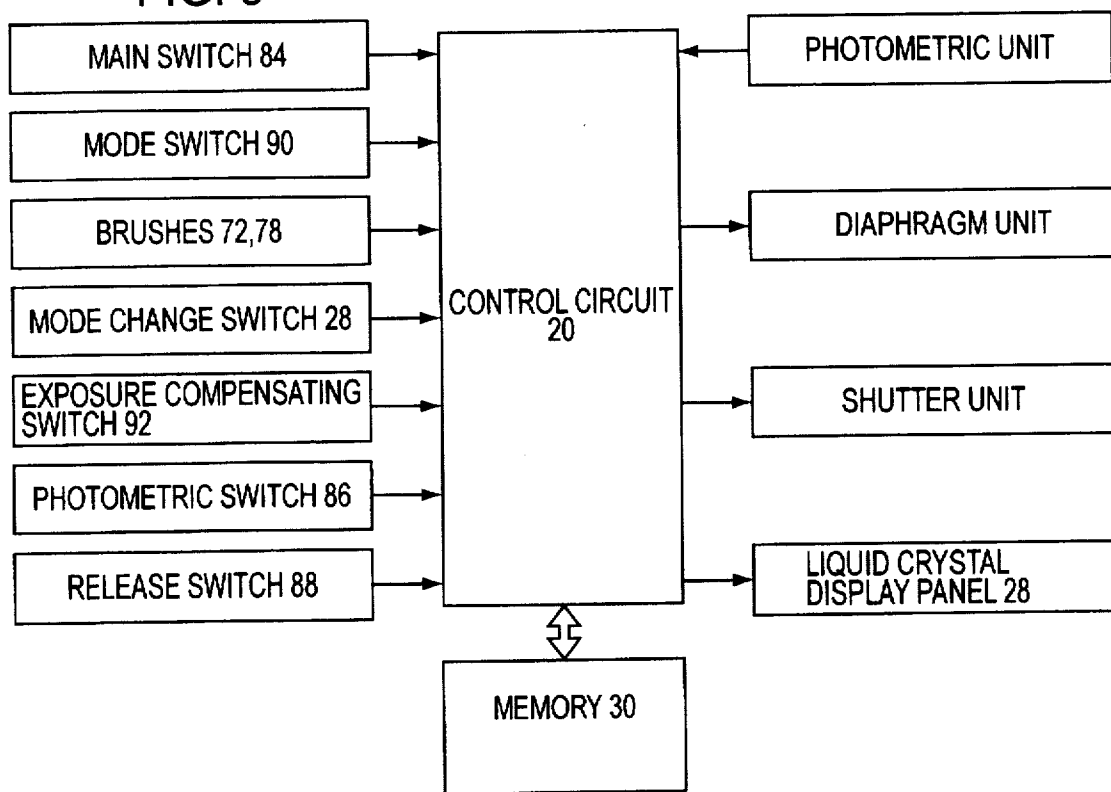 MAIN SWITCH 84
MODE SWITCH 90
BRUSHES 72,78
MODE CHANGE SWITCH 28
EXPOSURE COMPENSATING
SWITCH 92
PHOTOMETRIC SWITCH 86
RELEASE SWITCH 88
CONTROL CIRCUIT
20
PHOTOMETRIC UNIT
DIAPHRAGM UNIT
SHUTTER UNIT
LIQUID CRYSTAL
DISPLAY PANEL 28
MEMORY 30